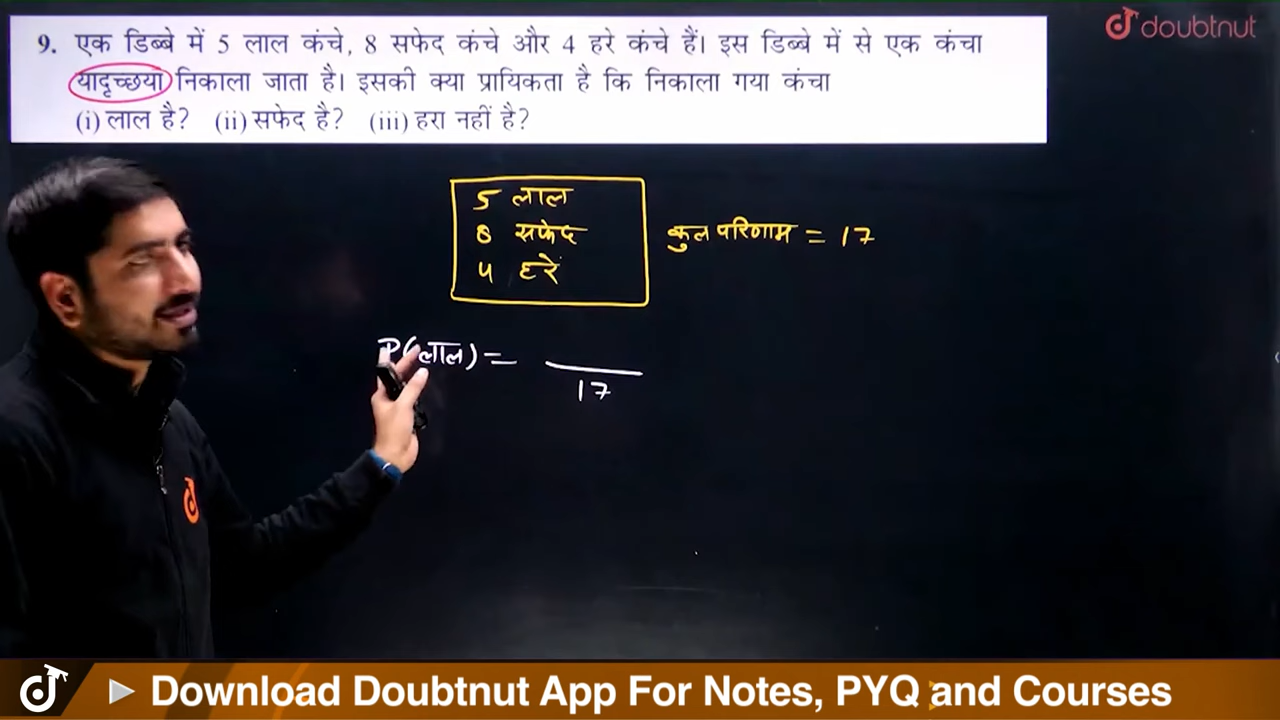 9. एक डिब्बे में 5 लाल कंचे, 8 सफेद कंचे और 4 हरे कंचे हैं। इस डिब्बे में से एक कंचा
यादृच्छया निकाला जाता है। इसकी क्या प्रायिकता है कि निकाला गया कंचा
(i) लाल है? (ii) सफेद है? (iii) हरा नहीं है?
doubtnut
5 लाल
8 सफेद
4 हरें
कुल परिणाम = 17
P(लाल) =
17
Download Doubtnut App For Notes, PYQ and Courses